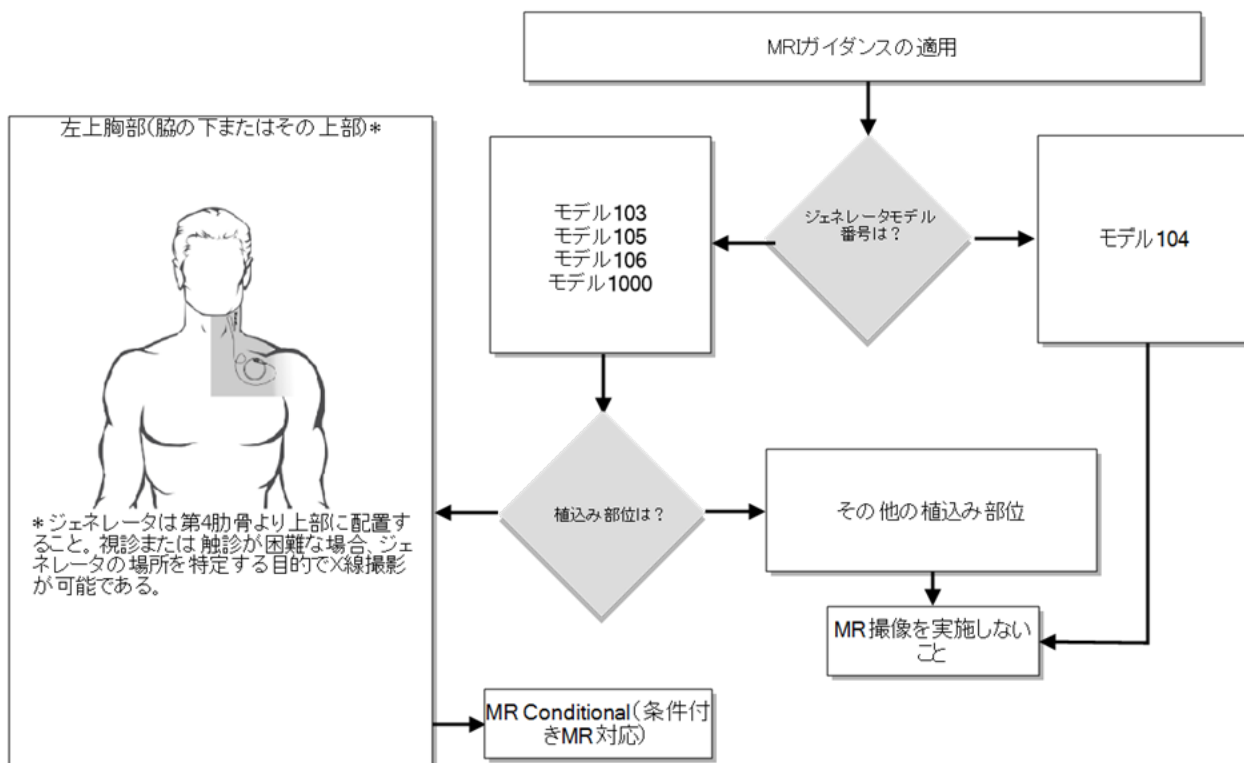 MRIガイダンスの適用
左上胸部(脇の下またはその上部)*
ジェネレータモデル
番号は?
モデル103
モデル105
モデル106
モデル1000
モデル104
植込み部位は?
その他の植込み部位
*ジェネレータは第4肋骨より上部に配置す
ること。視診または触診が困難な場合、ジェ
ネレータの場所を特定する目的でX線撮影
が可能である。
MR撮像を実施しない
こと
MR Conditional(条件付
きMR対応)